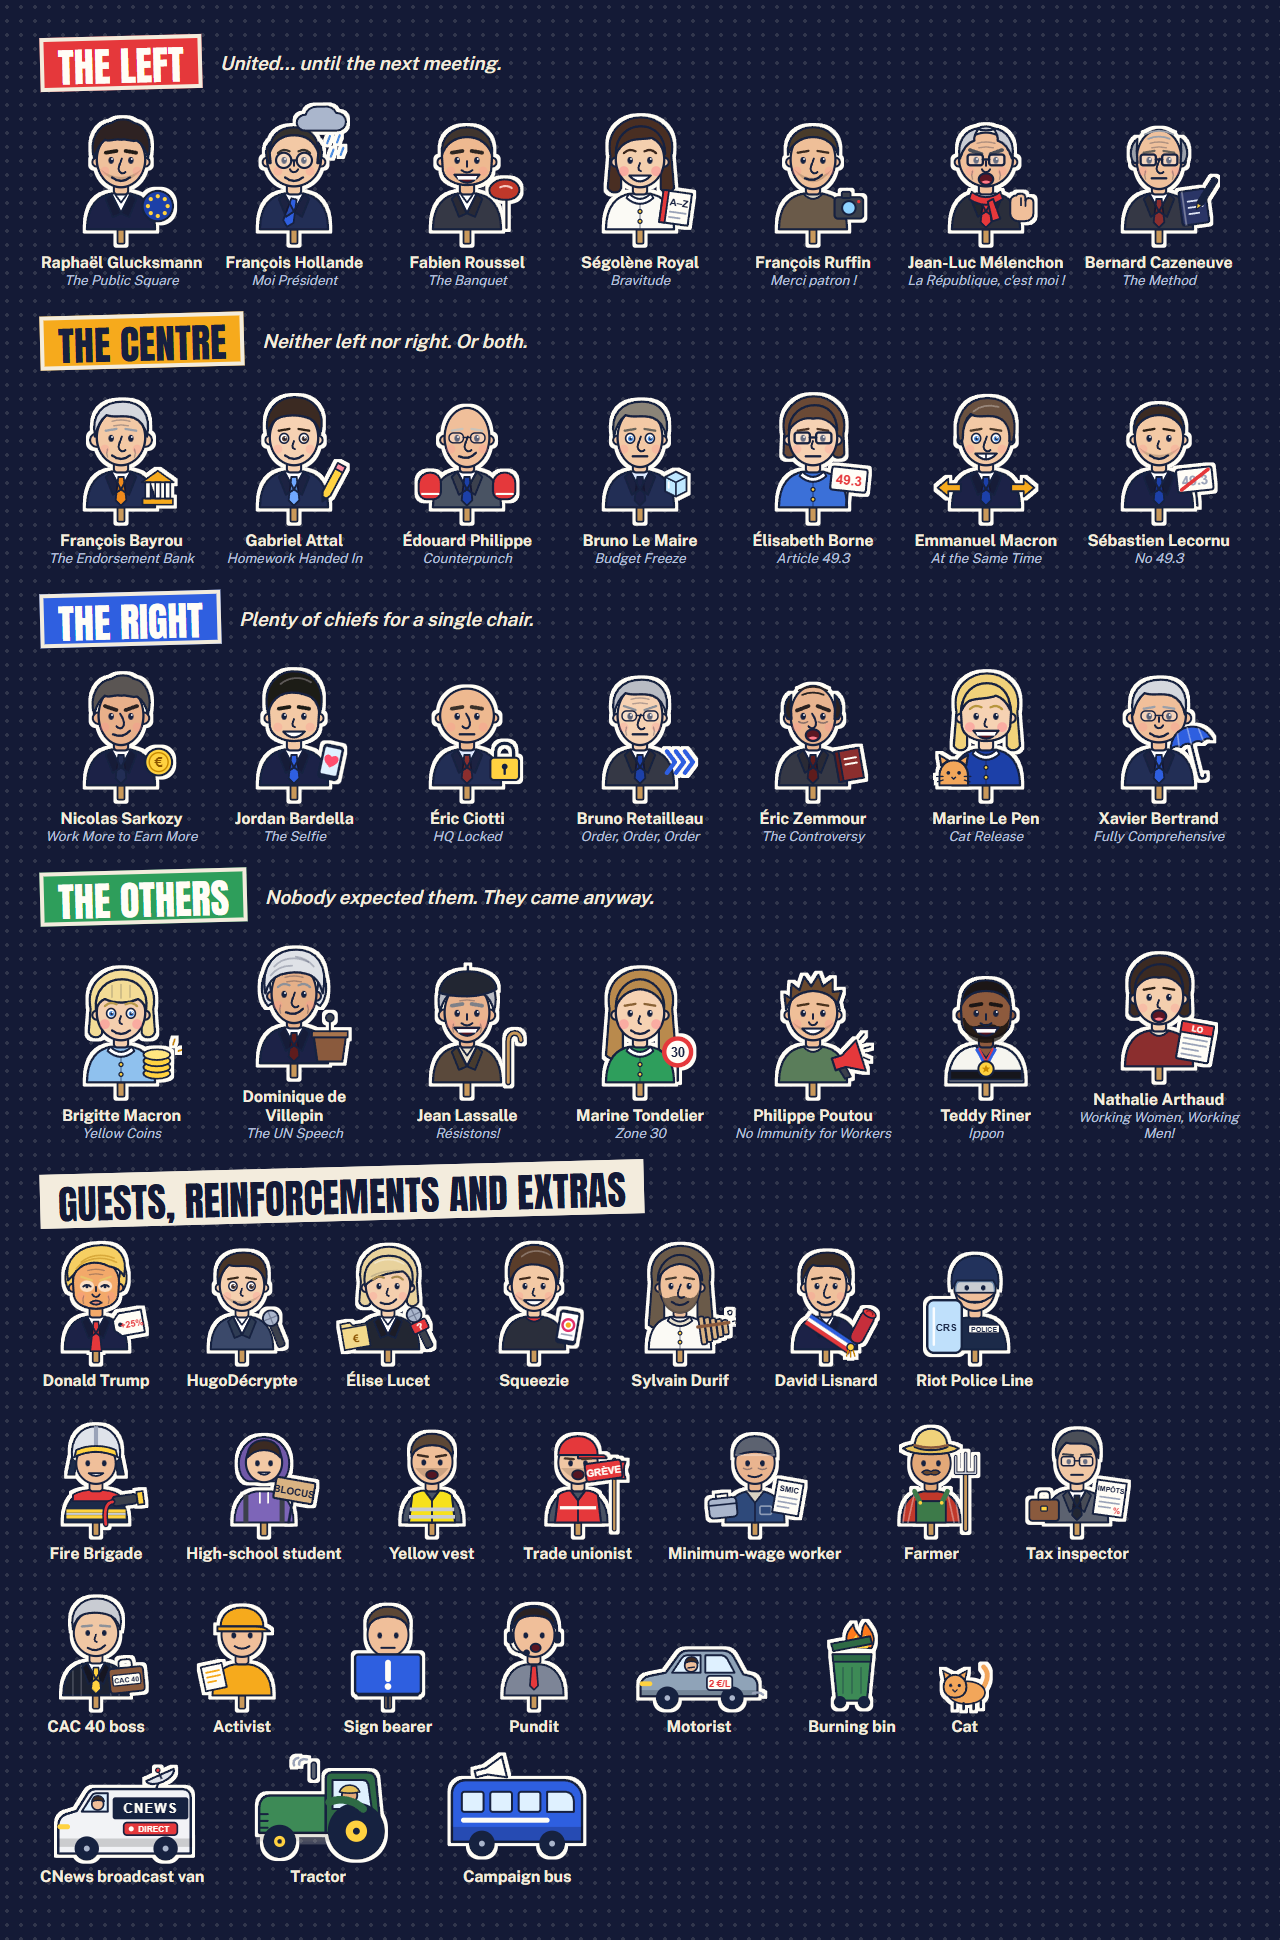 THE LEFT
United... until the next meeting.
A–Z
Raphaël Glucksmann
The Public Square
François Hollande
Moi Président
Fabien Roussel
The Banquet
Ségolène Royal
Bravitude
François Ruffin
Merci patron !
Jean-Luc Mélenchon
La République, c'est moi !
Bernard Cazeneuve
The Method
THE CENTRE
Neither left nor right. Or both.
49.3
49.3
François Bayrou
The Endorsement Bank
Gabriel Attal
Homework Handed In
Édouard Philippe
Counterpunch
Bruno Le Maire
Budget Freeze
Élisabeth Borne
Article 49.3
Emmanuel Macron
At the Same Time
Sébastien Lecornu
No 49.3
THE RIGHT
Plenty of chiefs for a single chair.
€
Nicolas Sarkozy
Work More to Earn More
Jordan Bardella
The Selfie
Éric Ciotti
HQ Locked
Bruno Retailleau
Order, Order, Order
Éric Zemmour
The Controversy
Marine Le Pen
Cat Release
Xavier Bertrand
Fully Comprehensive
THE OTHERS
Nobody expected them. They came anyway.
30
LO
Brigitte Macron
Yellow Coins
Dominique de
Villepin
The UN Speech
Jean Lassalle
Résistons!
Marine Tondelier
Zone 30
Philippe Poutou
No Immunity for Workers
Teddy Riner
Ippon
Nathalie Arthaud
Working Women, Working
Men!
GUESTS, REINFORCEMENTS AND EXTRAS
+25%
€
?
CRS
POLICE
Donald Trump
HugoDécrypte
Élise Lucet
Squeezie
Sylvain Durif
David Lisnard
Riot Police Line
BLOCUS
GRÈVE
SMIC
IMPÔTS
%
Fire Brigade
High-school student
Yellow vest
Trade unionist
Minimum-wage worker
Farmer
Tax inspector
CAC 40
!
2 €/L
CAC 40 boss
Activist
Sign bearer
Pundit
Motorist
Burning bin
Cat
CNEWS
DIRECT
CNews broadcast van
Tractor
Campaign bus